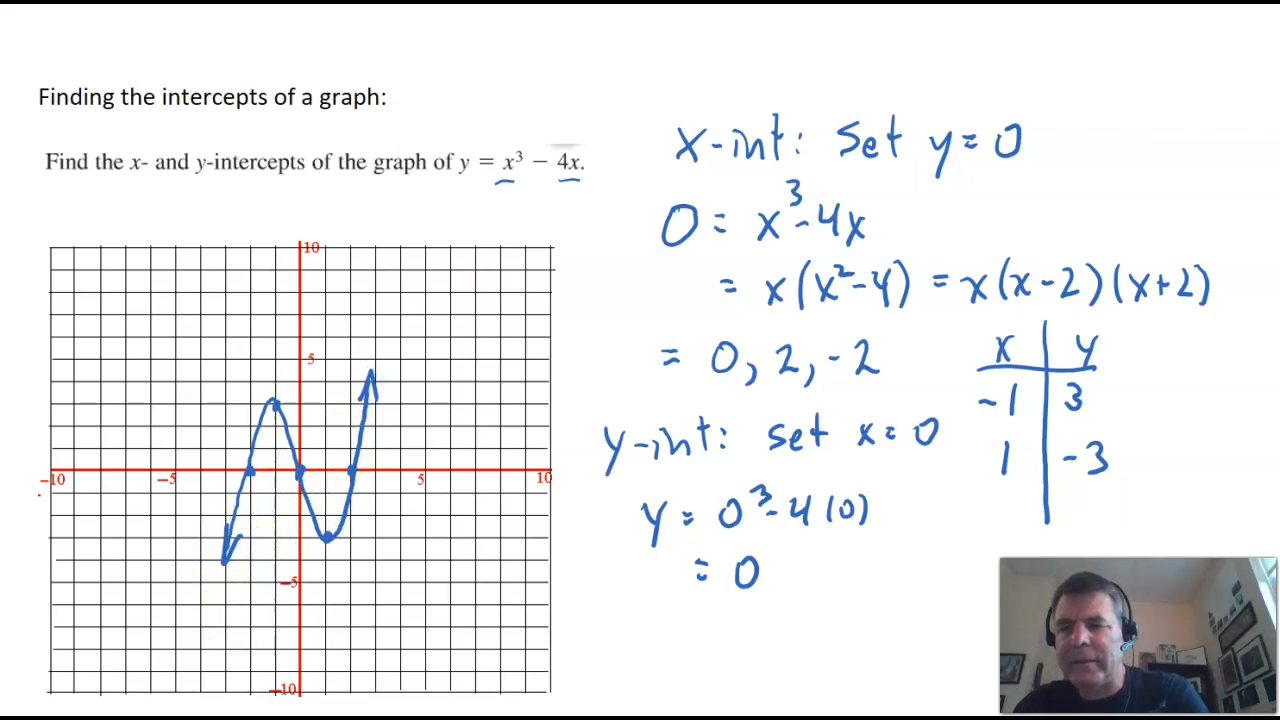 Finding the intercepts of a graph:
Find the x- and y-intercepts of the graph of y = x³ − 4x.
10
5
−10
−5
5
10
−5
−10
x-int: Set y=0
0 = x³-4x
= x(x²-4) = x(x-2)(x+2)
= 0, 2, -2
x y
-1 3
1 -3
y-int: set x=0
y = 0³-4(0)
= 0